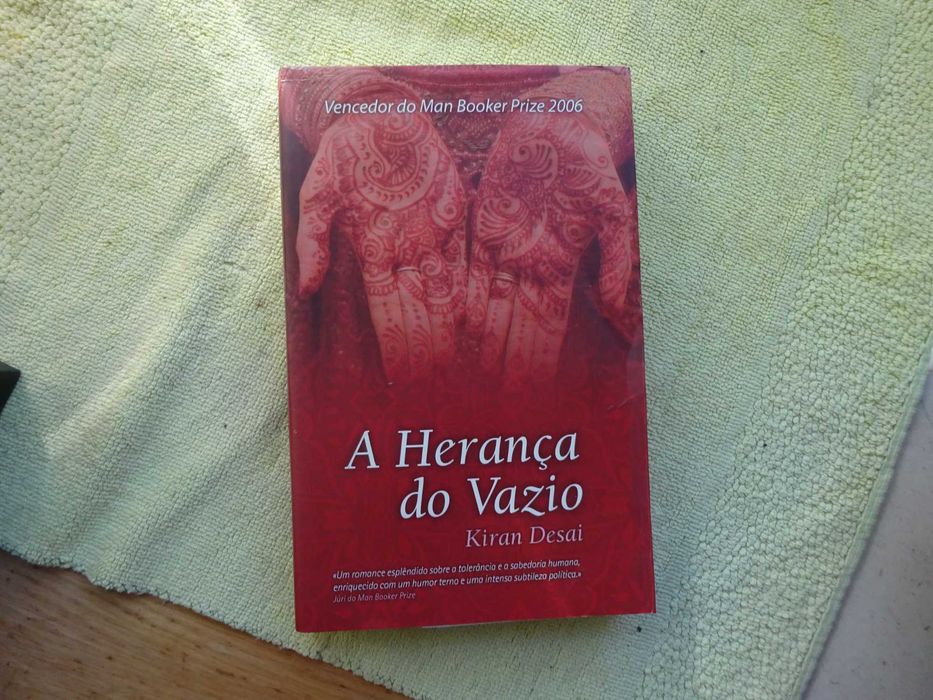 Vencedor do Man Booker Prize 2006
A Herança
do Vazio
Kiran Desai
«Um romance esplêndido sobre a tolerância e a sabedoria humana,
enriquecido com um humor terno e uma intensa subtileza política.»
Júri do Man Booker Prize